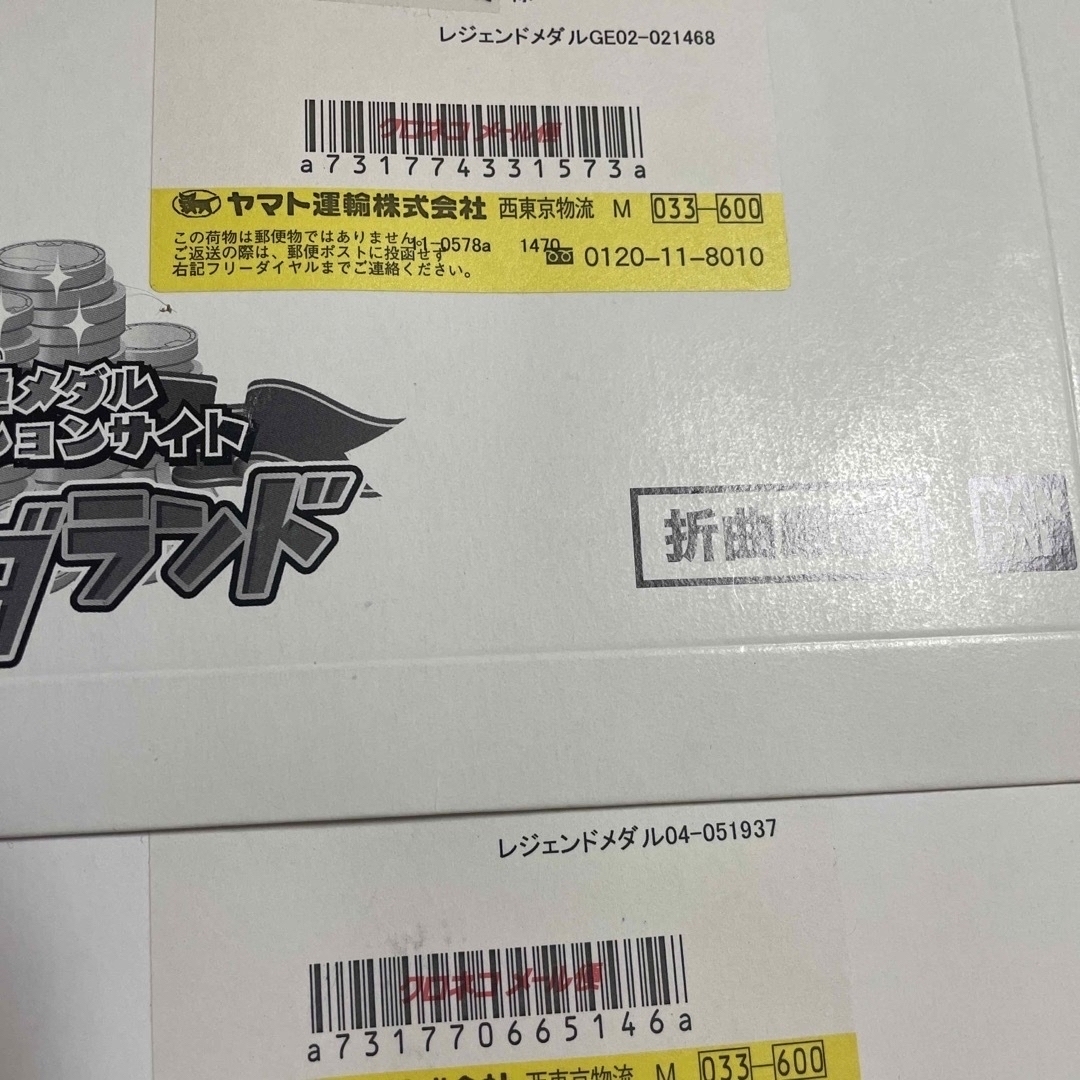 レジェンドメダルGE02-021468
クロネコ メール便
a731774331573a
ヤマト運輸株式会社 西東京物流 M 033-600
この荷物は郵便物ではありません。
ご返送の際は、郵便ポストに投函せず
右記フリーダイヤルまでご連絡ください。
11-0578a 1470
0120-11-8010
メダル
ションサイト
ダランド
折曲
レジェンドメダル04-051937
クロネコ メール便
a731770665146a
西東京物流 M 033-600